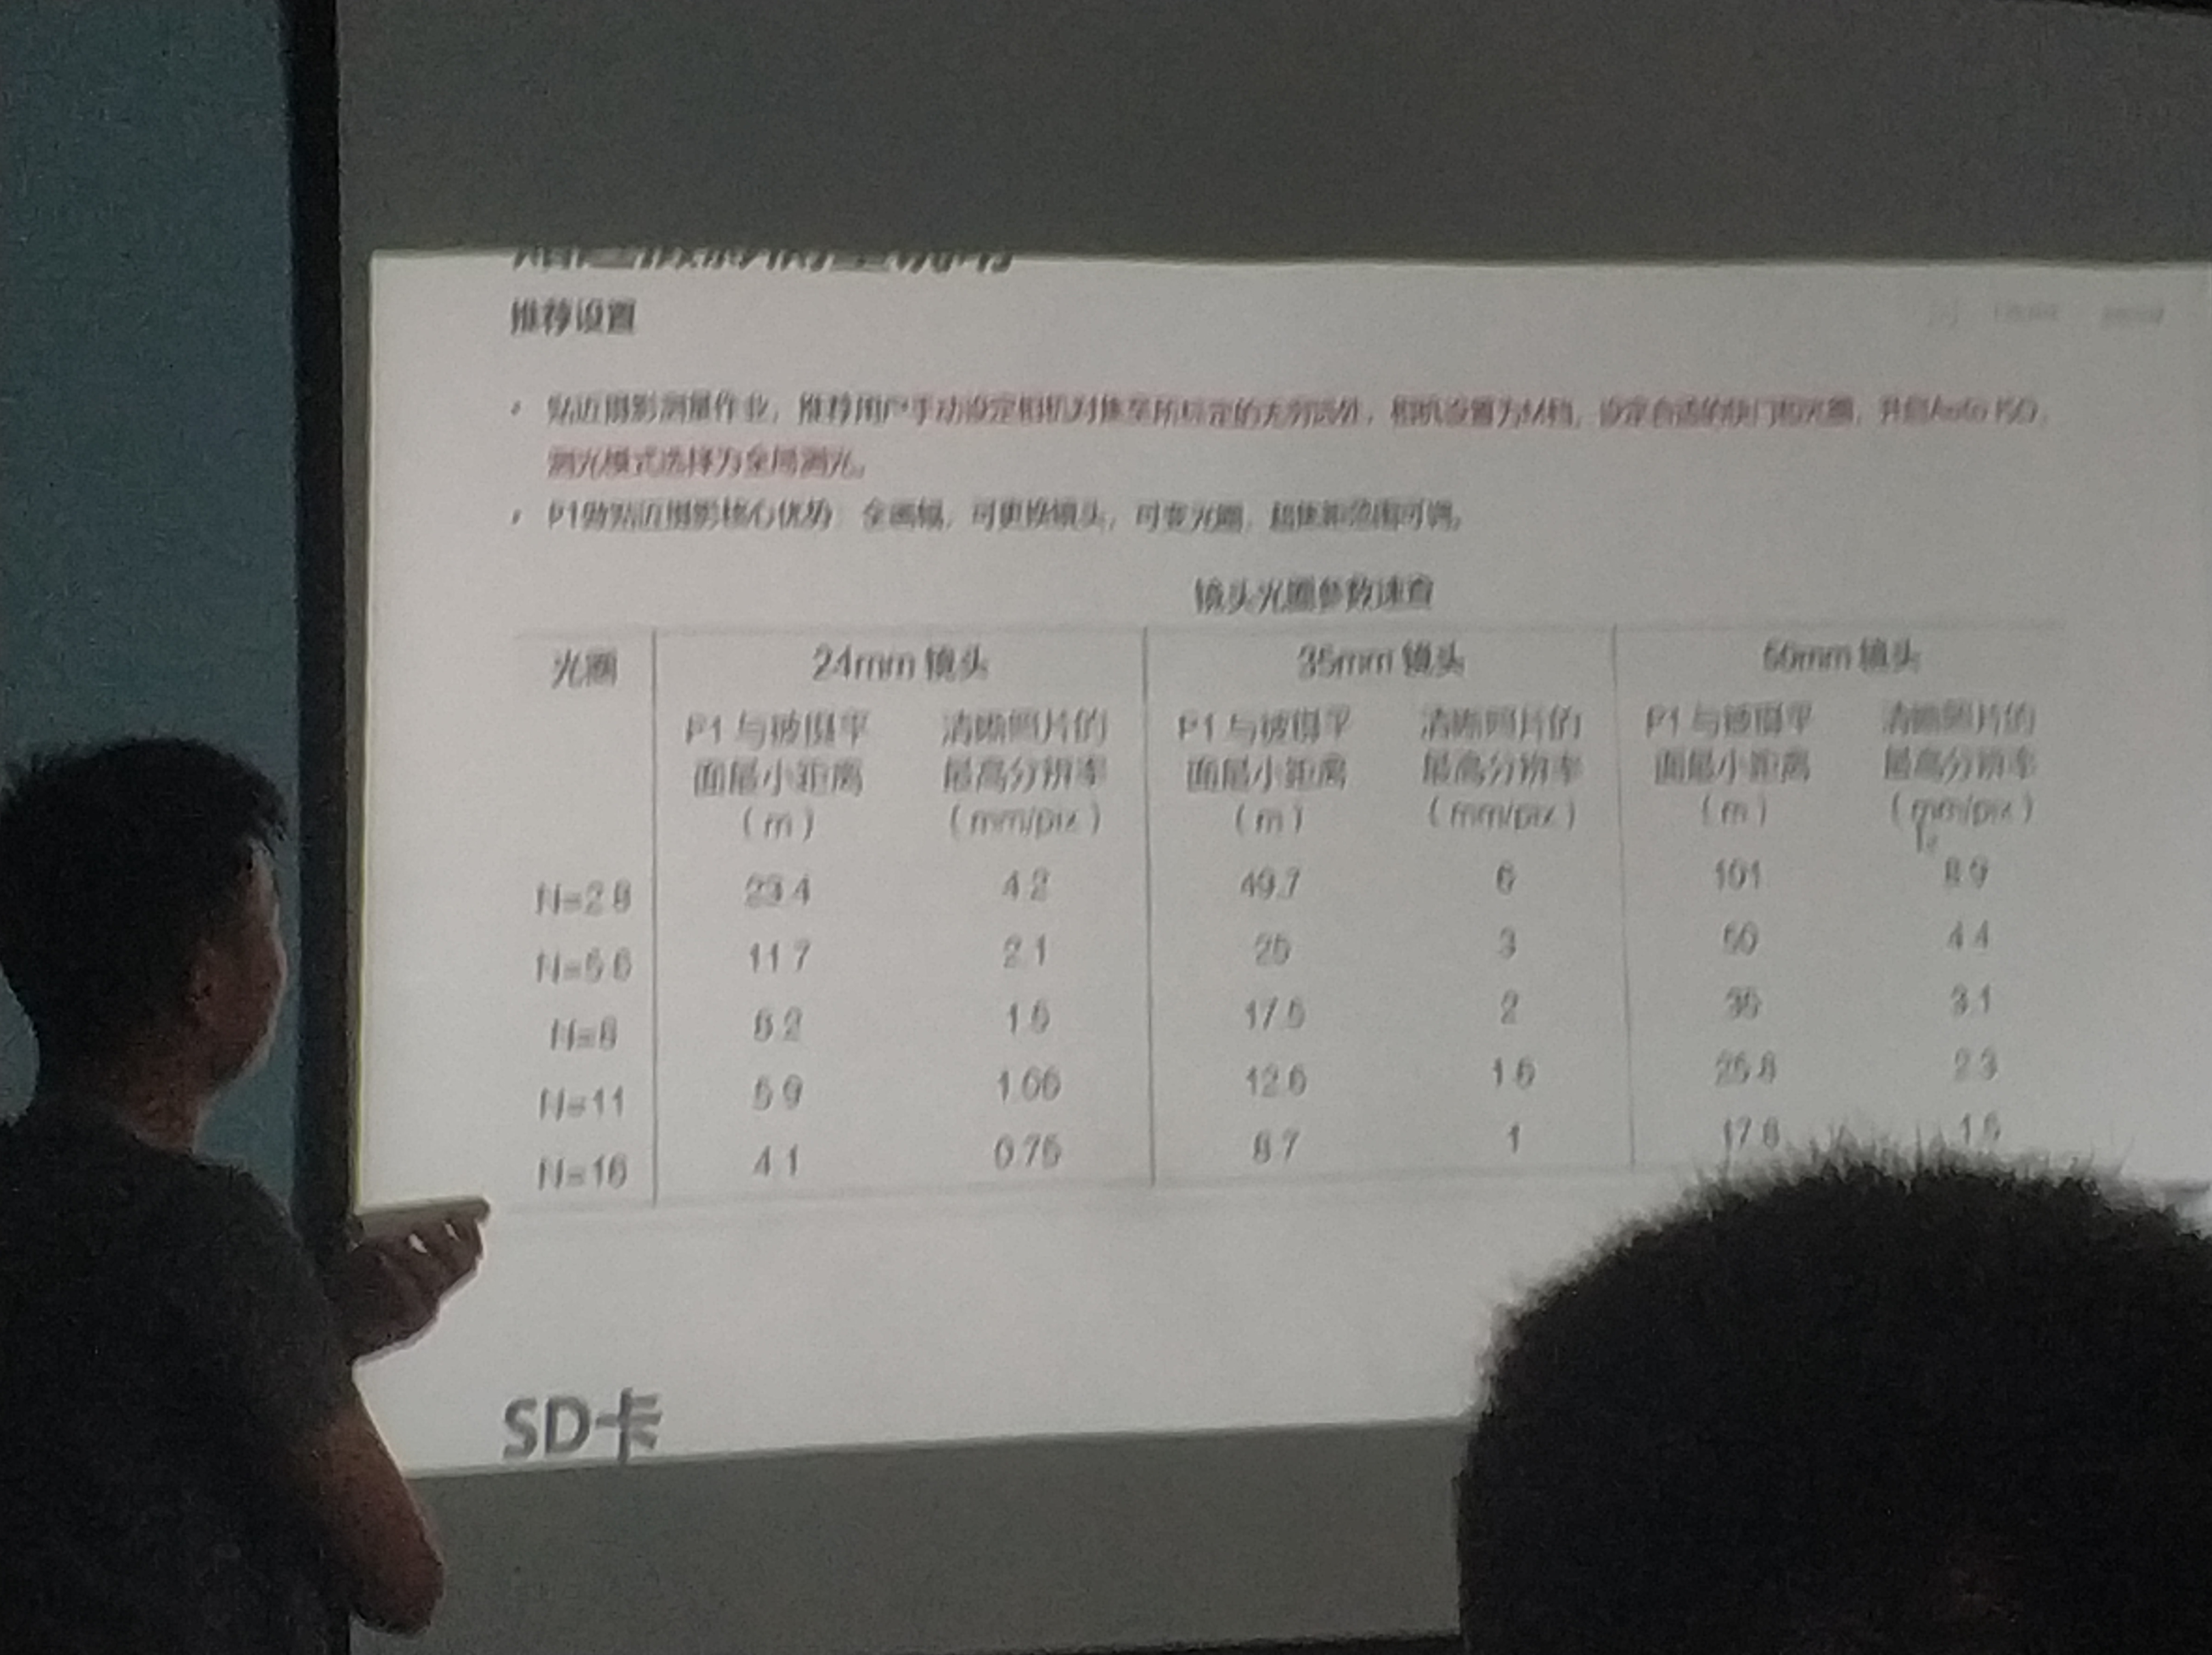 推荐设置
贴近摄影测量作业，推荐用户手动设定相机对焦至所标定的无穷远处，相机设置为M档，设定合适的快门和光圈，开启Auto ISO，
测光模式选择为全局测光。
P1做贴近摄影核心优势 全画幅，可更换镜头，可变光圈，超焦距范围可调。
镜头光圈参数速查
光圈 24mm 镜头 35mm 镜头 50mm 镜头
P1 与被摄平 清晰照片的 P1 与被摄平 清晰照片的 P1 与被摄平 清晰照片的
面最小距离 最高分辨率 面最小距离 最高分辨率 面最小距离 最高分辨率
(m) (mm/pix) (m) (mm/pix) (m) (mm/pix)
N=2.8 23.4 4.2 49.7 6 101 8.9
N=5.6 11.7 2.1 25 3 50 4.4
N=8 8.2 1.5 17.5 2 35 3.1
N=11 5.9 1.06 12.6 1.5 25.8 2.3
N=16 4.1 0.75 8.7 1
SD卡